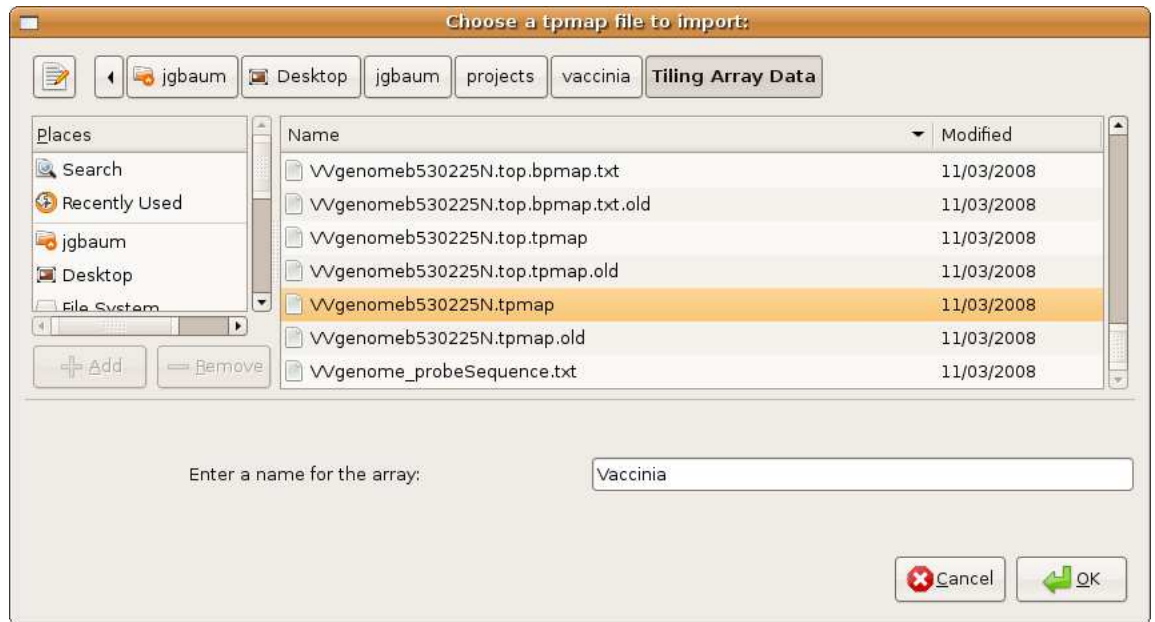 Choose a tpmap file to import:
jgbaum Desktop jgbaum projects vaccinia Tiling Array Data
Places
Search
Recently Used
jgbaum
Desktop
File System
Add Remove
Name Modified
VVgenomeb530225N.top.bpmap.txt 11/03/2008
VVgenomeb530225N.top.bpmap.txt.old 11/03/2008
VVgenomeb530225N.top.tpmap 11/03/2008
VVgenomeb530225N.top.tpmap.old 11/03/2008
VVgenomeb530225N.tpmap 11/03/2008
VVgenomeb530225N.tpmap.old 11/03/2008
VVgenome_probeSequence.txt 11/03/2008
Enter a name for the array: Vaccinia
Cancel OK